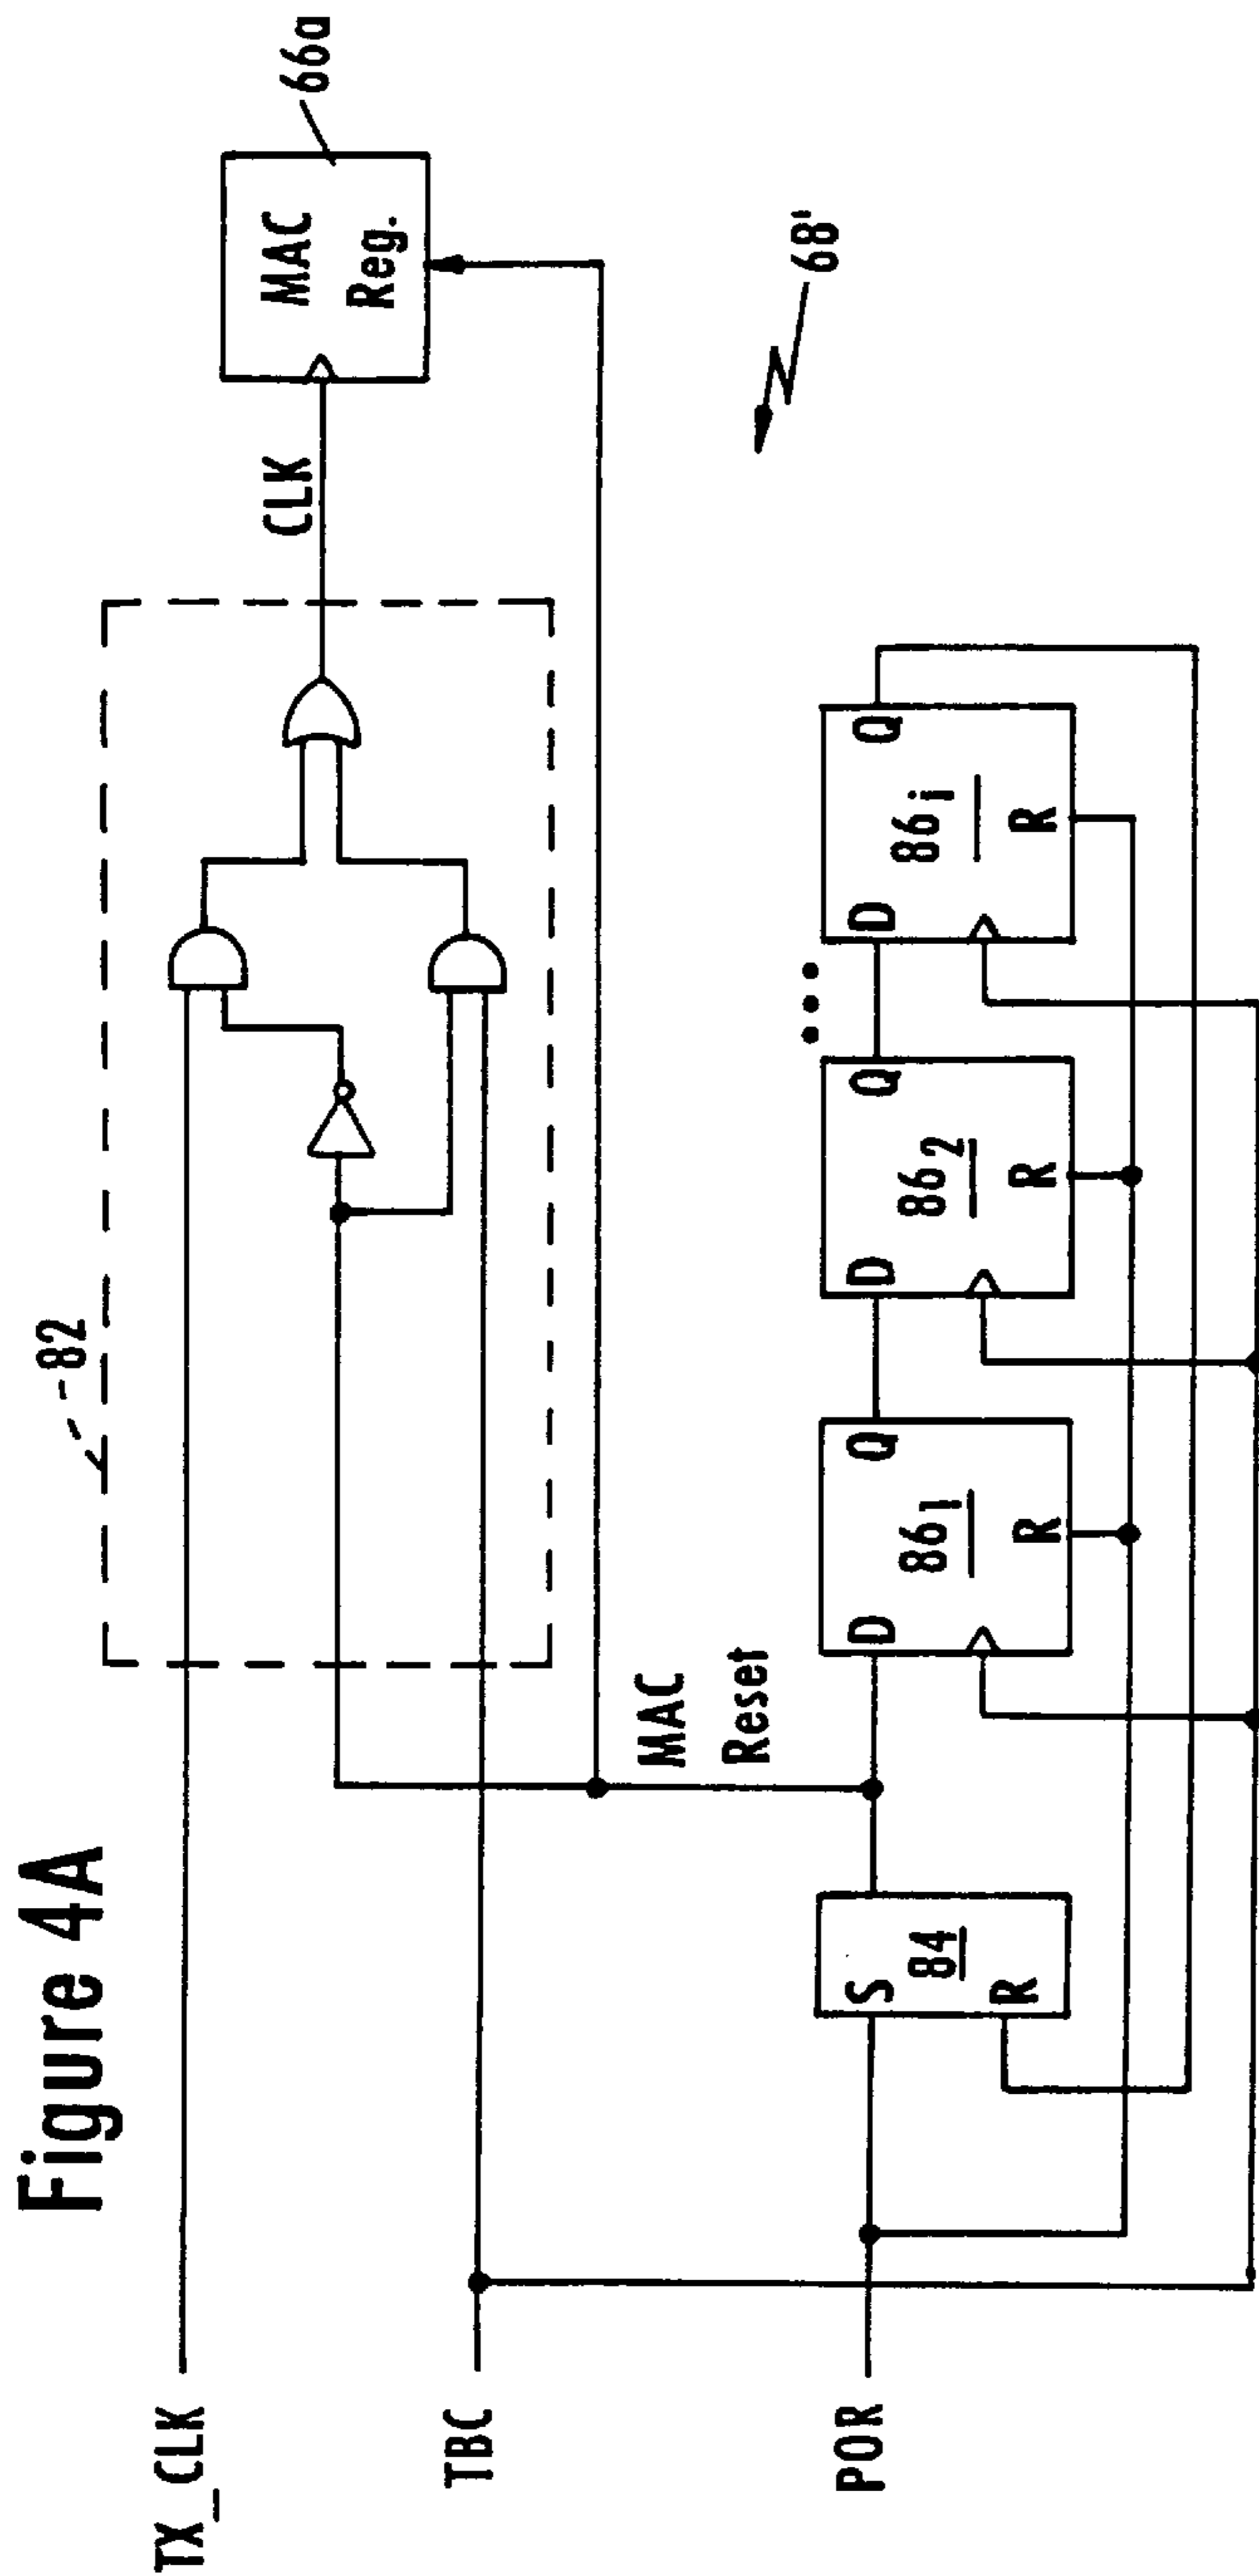 Figure 4A
82
TX_CLK
CLK
MAC
Reg.
66a
TBC
MAC
Reset
68'
POR
S
R
84
D
Q
86₁
R
D
Q
86₂
R
D
Q
86ᵢ
R